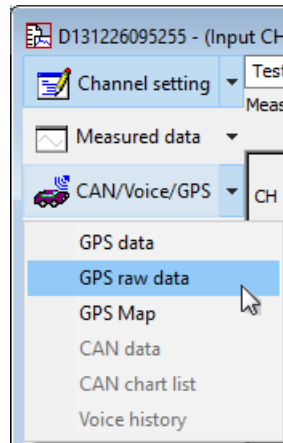 D131226095255 - (Input CH
Channel setting
Test
Meas
Measured data
CAN/Voice/GPS
CH
GPS data
GPS raw data
GPS Map
CAN data
CAN chart list
Voice history